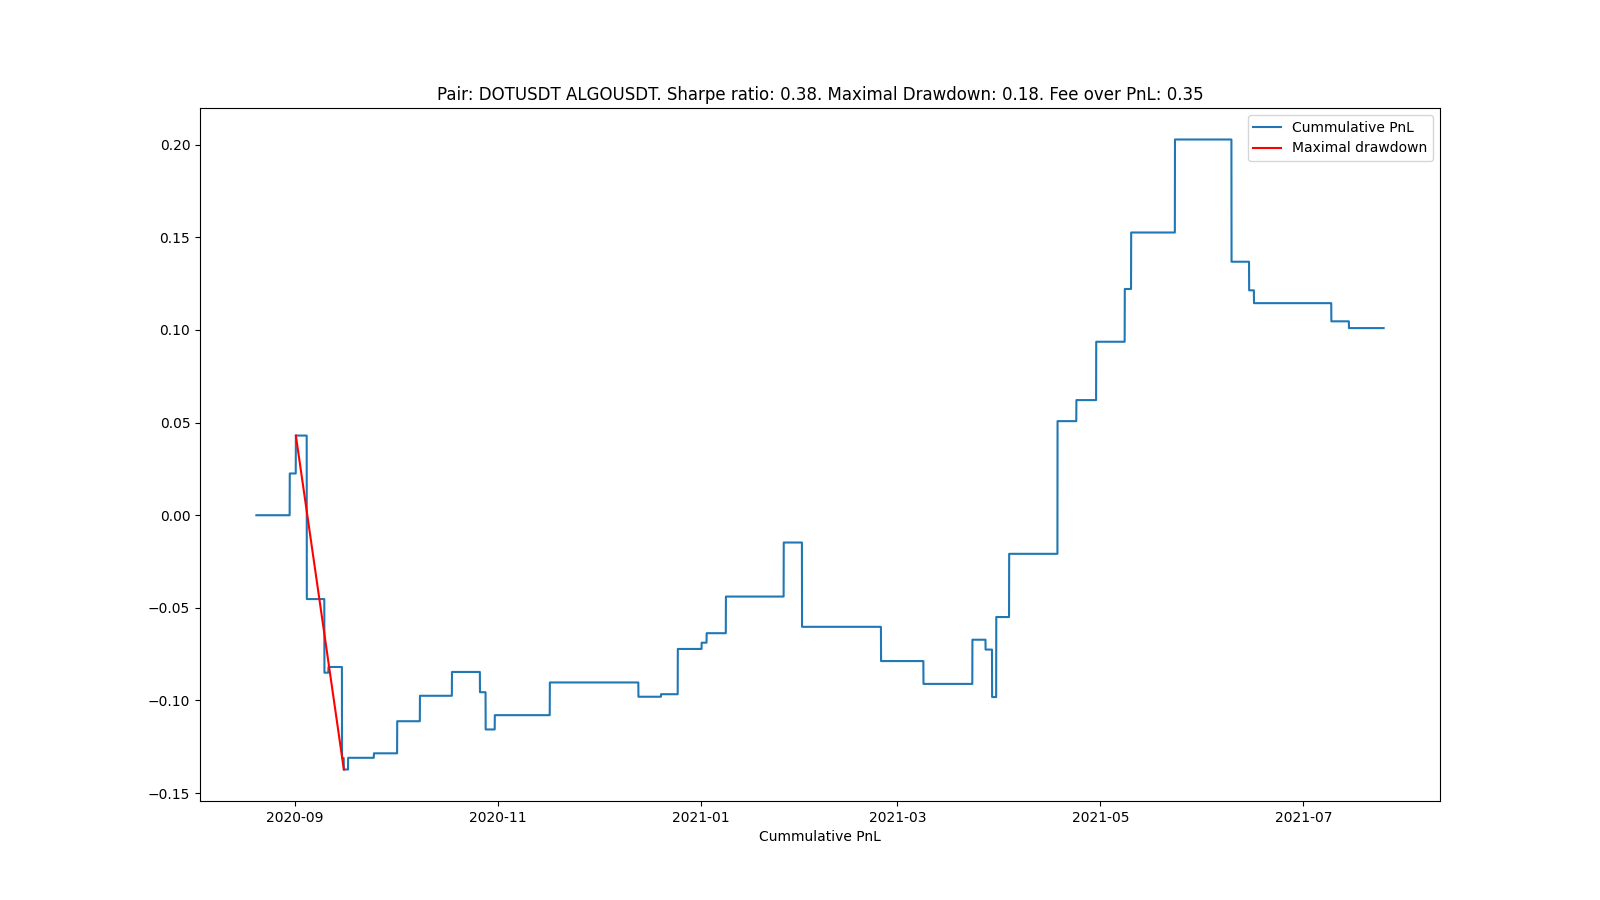 Pair: DOTUSDT ALGOUSDT. Sharpe ratio: 0.38. Maximal Drawdown: 0.18. Fee over PnL: 0.35
Cummulative PnL
Maximal drawdown
0.20
0.15
0.10
0.05
0.00
−0.05
−0.10
−0.15
2020-09 2020-11 2021-01 2021-03 2021-05 2021-07
Cummulative PnL